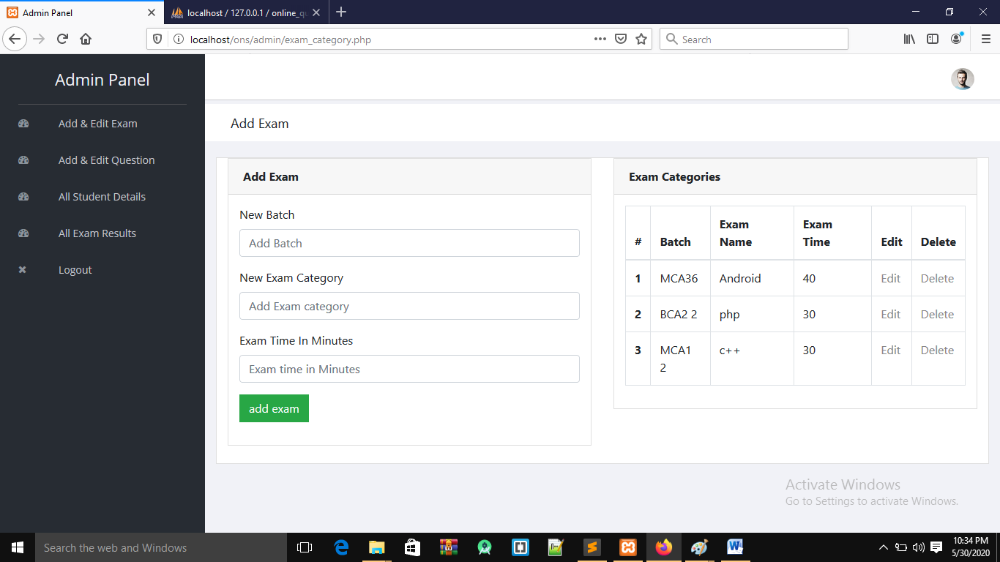 Admin Panel
localhost / 127.0.0.1 / online_qu
localhost/ons/admin/exam_category.php
Search
Admin Panel
Add & Edit Exam
Add & Edit Question
All Student Details
All Exam Results
Logout
Add Exam
Add Exam
New Batch
Add Batch
New Exam Category
Add Exam category
Exam Time In Minutes
Exam time in Minutes
add exam
Exam Categories
# Batch Exam Name Exam Time Edit Delete
1 MCA36 Android 40 Edit Delete
2 BCA2 2 php 30 Edit Delete
3 MCA1 2 c++ 30 Edit Delete
Activate Windows
Go to Settings to activate Windows.
Search the web and Windows
10:34 PM
5/30/2020